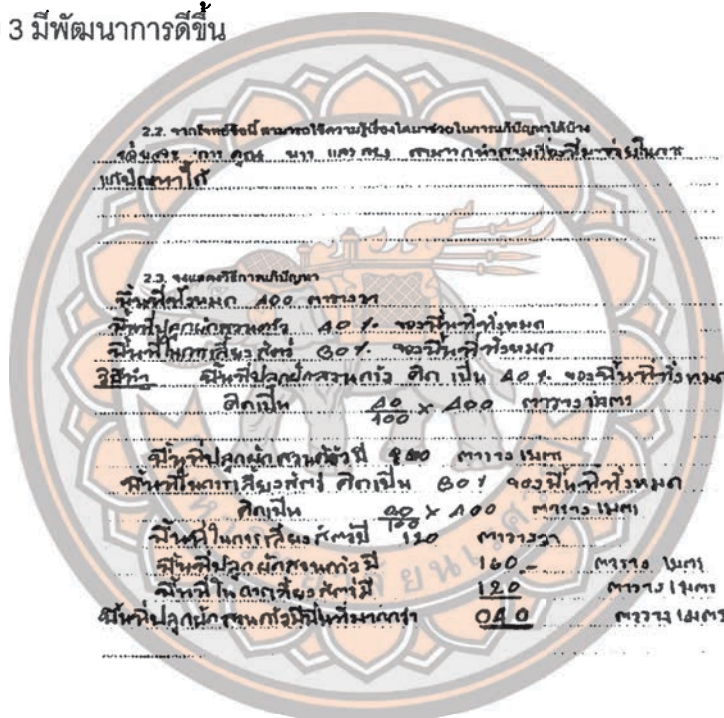 3 มีพัฒนาการดีขึ้น
2.2. จากโจทย์ข้อนี้ สามารถใช้ความรู้เรื่องใดมาช่วยในการแก้ปัญหาได้บ้าง
การ คูณ และ
แก้ปัญหาได้
2.3. จงแสดงวิธีการแก้ปัญหา
พื้นที่ทั้งหมด 400 ตารางวา
พื้นที่ปลูกผักสวนครัว 40 % ของพื้นที่ทั้งหมด
พื้นที่ในการเลี้ยงสัตว์ 30 % ของพื้นที่ทั้งหมด
วิธีทำ พื้นที่ปลูกผักสวนครัว คิด เป็น 40 % ของพื้นที่ทั้งหมด
คิดเป็น 40/100 × 400 ตารางเมตร
พื้นที่ปลูกผักสวนครัวมี 160 ตารางเมตร
พื้นที่ในการเลี้ยงสัตว์ คิดเป็น 30 % ของพื้นที่ทั้งหมด
คิดเป็น 30/100 × 400 ตารางเมตร
พื้นที่ในการเลี้ยงสัตว์มี 120 ตารางวา
พื้นที่ปลูกผักสวนครัวมี 160 - ตารางเมตร
พื้นที่ในการเลี้ยงสัตว์มี 120 ตารางเมตร
พื้นที่ปลูกผักสวนครัวมีพื้นที่มากกว่า 040 ตารางเมตร